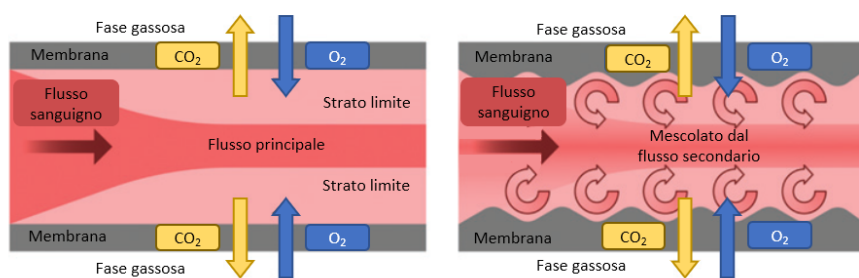 Fase gassosa
Membrana
CO₂
O₂
Flusso
sanguigno
Strato limite
Flusso principale
Strato limite
Membrana
CO₂
O₂
Fase gassosa
Fase gassosa
Membrana
CO₂
O₂
Flusso
sanguigno
Mescolato dal
flusso secondario
Membrana
CO₂
O₂
Fase gassosa